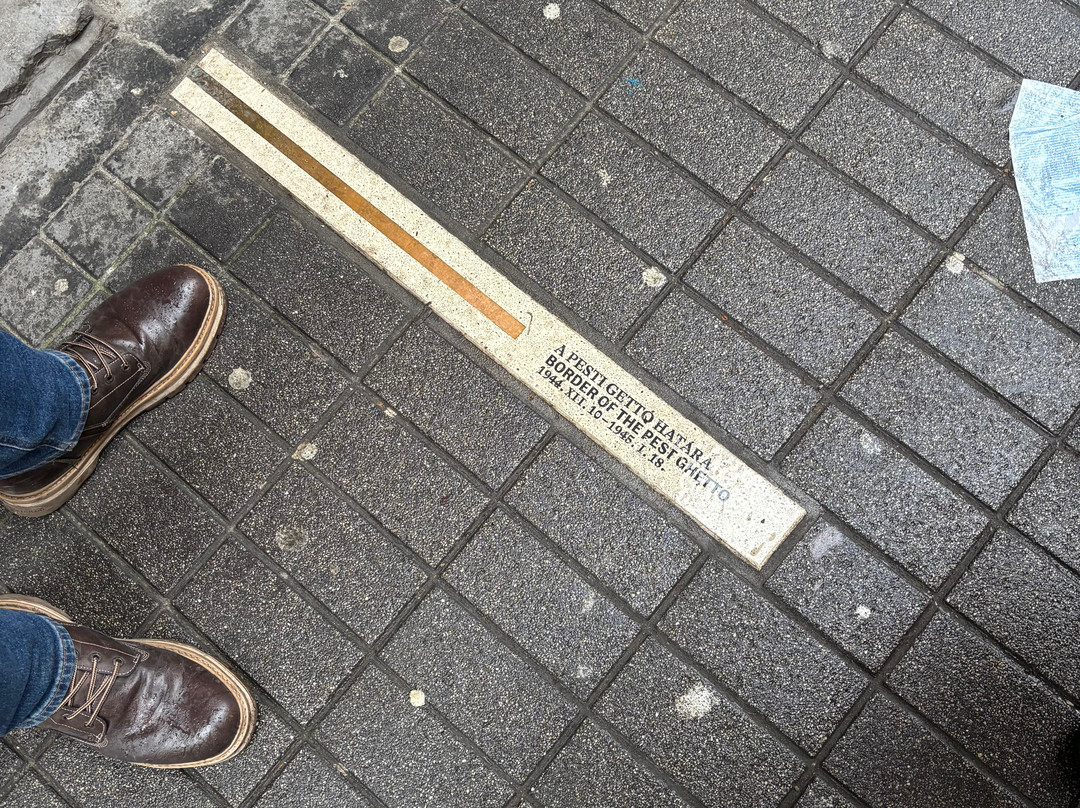 A PESTI GETTÓ HATÁRA
BORDER OF THE PEST GHETTO
1944. XII. 10–1945. I. 18.